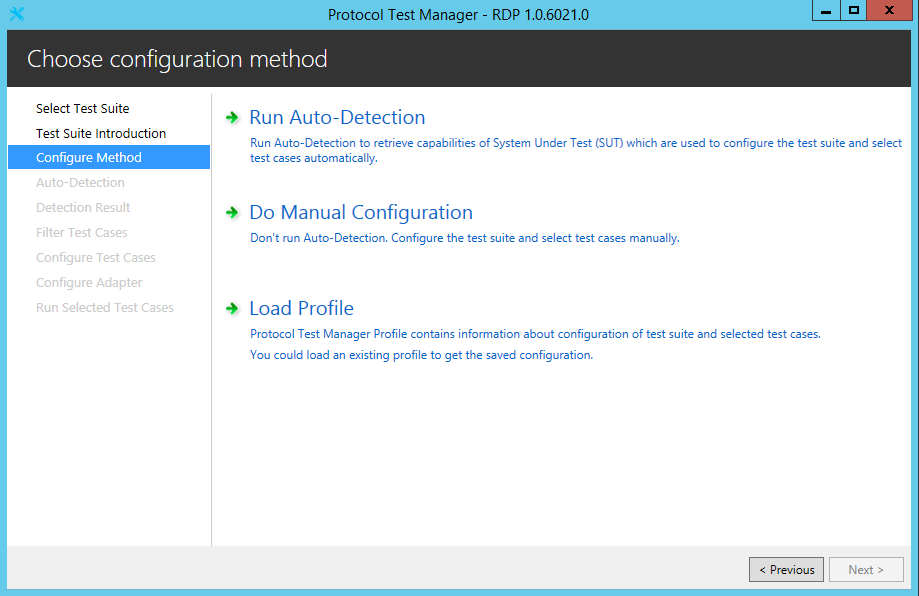 Protocol Test Manager - RDP 1.0.6021.0
Choose configuration method
Select Test Suite
Test Suite Introduction
Configure Method
Auto-Detection
Detection Result
Filter Test Cases
Configure Test Cases
Configure Adapter
Run Selected Test Cases
Run Auto-Detection
Run Auto-Detection to retrieve capabilities of System Under Test (SUT) which are used to configure the test suite and select
test cases automatically.
Do Manual Configuration
Don't run Auto-Detection. Configure the test suite and select test cases manually.
Load Profile
Protocol Test Manager Profile contains information about configuration of test suite and selected test cases.
You could load an existing profile to get the saved configuration.
< Previous
Next >